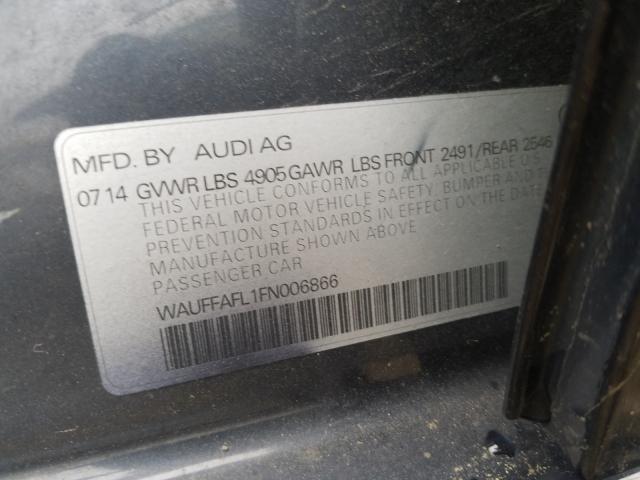 MFD. BY AUDI AG
07 14 GVWR LBS 4905 GAWR LBS FRONT 2491/REAR 2546
THIS VEHICLE CONFORMS TO ALL APPLICABLE U.S.
FEDERAL MOTOR VEHICLE SAFETY, BUMPER AND
PREVENTION STANDARDS IN EFFECT ON THE DATE
MANUFACTURE SHOWN ABOVE
PASSENGER CAR
WAUFFAFL1FN006866